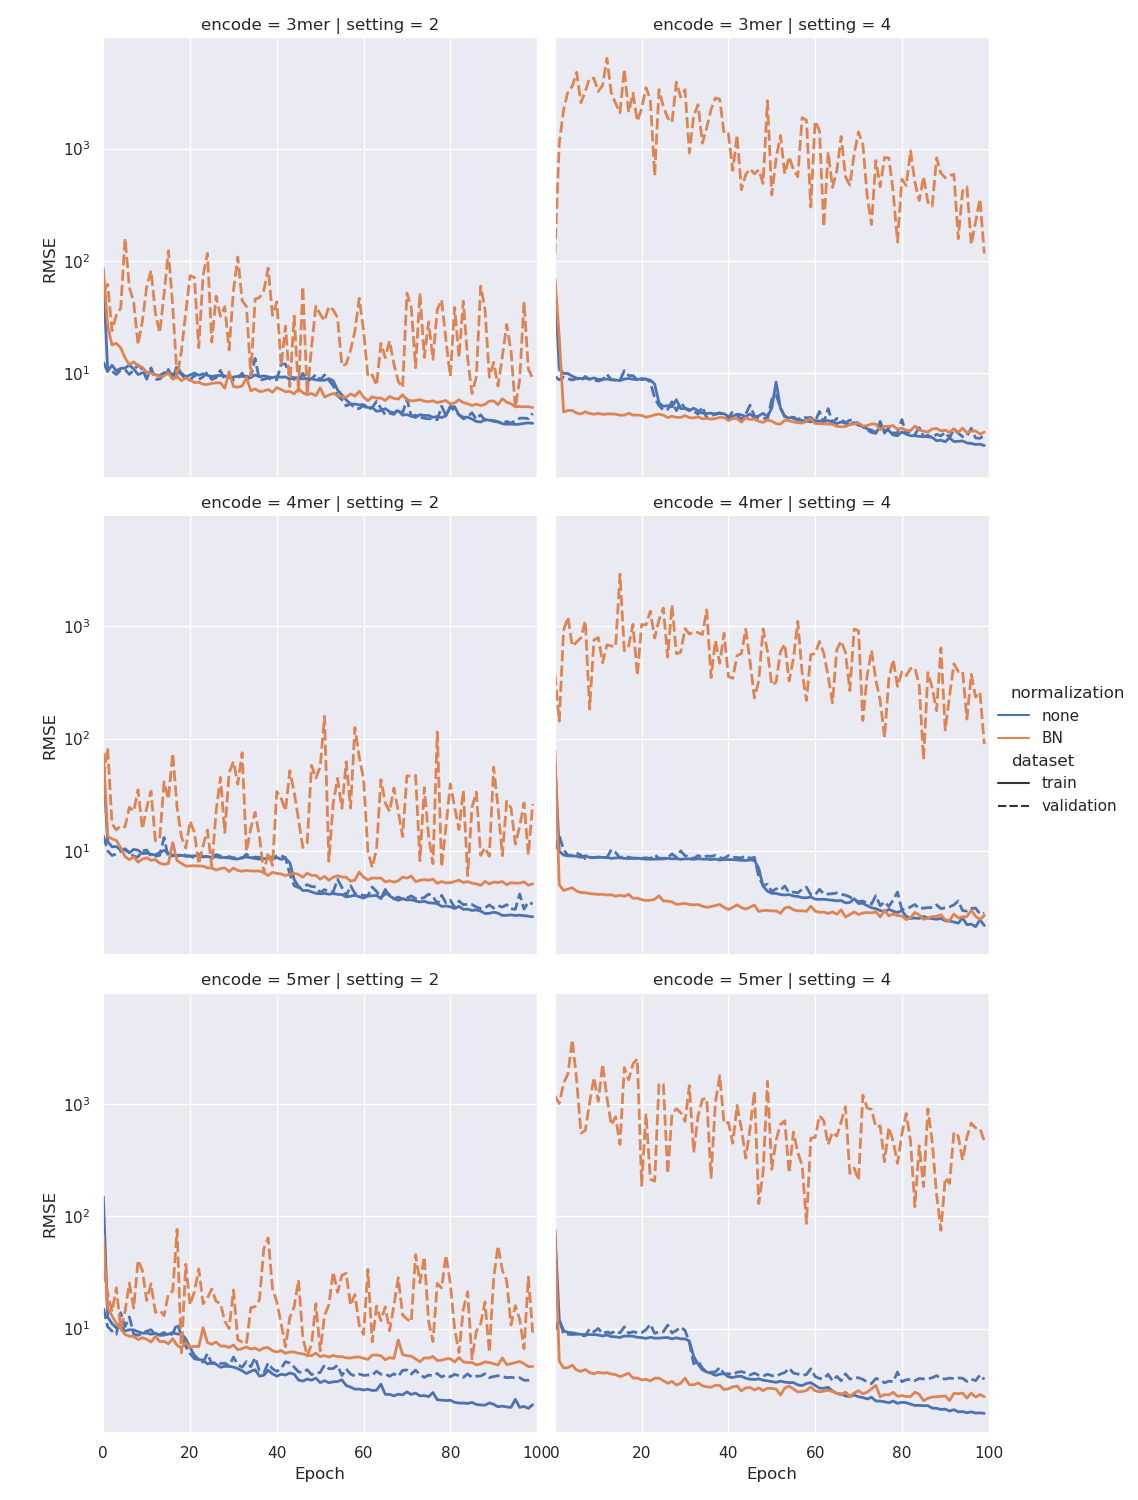 encode = 3mer | setting = 2
encode = 3mer | setting = 4
RMSE
10³
10²
10¹
encode = 4mer | setting = 2
encode = 4mer | setting = 4
RMSE
10³
10²
10¹
normalization
none
BN
dataset
train
validation
encode = 5mer | setting = 2
encode = 5mer | setting = 4
RMSE
10³
10²
10¹
0 20 40 60 80 100
0 20 40 60 80 100
Epoch
Epoch